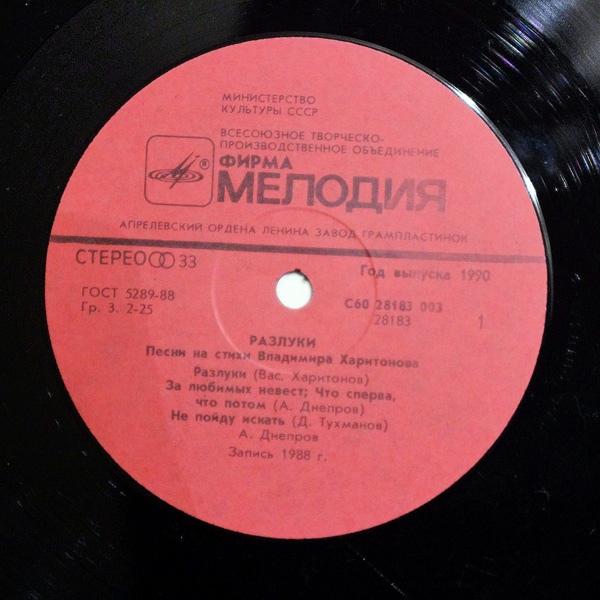 МИНИСТЕРСТВО
КУЛЬТУРЫ СССР
ВСЕСОЮЗНОЕ ТВОРЧЕСКО-
ПРОИЗВОДСТВЕННОЕ ОБЪЕДИНЕНИЕ
ФИРМА
МЕЛОДИЯ
®
АПРЕЛЕВСКИЙ ОРДЕНА ЛЕНИНА ЗАВОД ГРАМПЛАСТИНОК
СТЕРЕО 33
Год выпуска 1990
ГОСТ 5289-88
Гр. 3. 2-25
С60 28183 003
28183
1
РАЗЛУКИ
Песни на стихи Владимира Харитонова
Разлуки (Вас. Харитонов)
За любимых невест; Что сперва,
что потом (А. Днепров)
Не пойду искать (Д. Тухманов)
А. Днепров
Запись 1988 г.